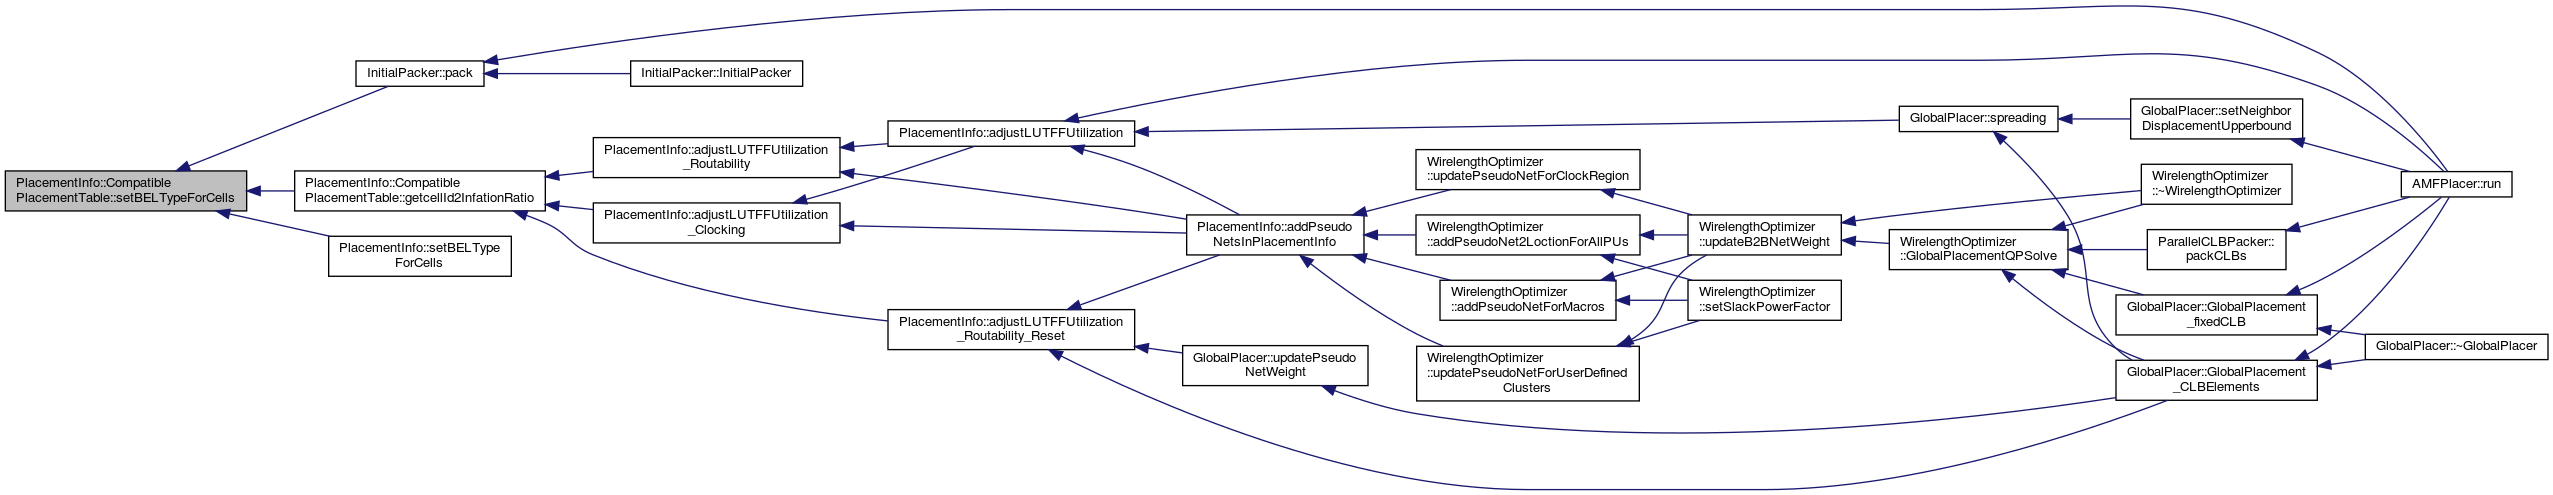 PlacementInfo::Compatible
PlacementTable::setBELTypeForCells
InitialPacker::pack
InitialPacker::InitialPacker
PlacementInfo::Compatible
PlacementTable::getcellId2InfationRatio
PlacementInfo::setBELType
ForCells
PlacementInfo::adjustLUTFFUtilization
_Routability
PlacementInfo::adjustLUTFFUtilization
_Clocking
PlacementInfo::adjustLUTFFUtilization
PlacementInfo::adjustLUTFFUtilization
_Routability_Reset
PlacementInfo::addPseudo
NetsInPlacementInfo
GlobalPlacer::updatePseudo
NetWeight
WirelengthOptimizer
::updatePseudoNetForClockRegion
WirelengthOptimizer
::addPseudoNet2LoctionForAllPUs
WirelengthOptimizer
::addPseudoNetForMacros
WirelengthOptimizer
::updatePseudoNetForUserDefined
Clusters
WirelengthOptimizer
::updateB2BNetWeight
WirelengthOptimizer
::setSlackPowerFactor
GlobalPlacer::spreading
WirelengthOptimizer
::GlobalPlacementQPSolve
GlobalPlacer::setNeighbor
DisplacementUpperbound
WirelengthOptimizer
::~WirelengthOptimizer
ParallelCLBPacker::
packCLBs
GlobalPlacer::GlobalPlacement
_fixedCLB
GlobalPlacer::GlobalPlacement
_CLBElements
AMFPlacer::run
GlobalPlacer::~GlobalPlacer